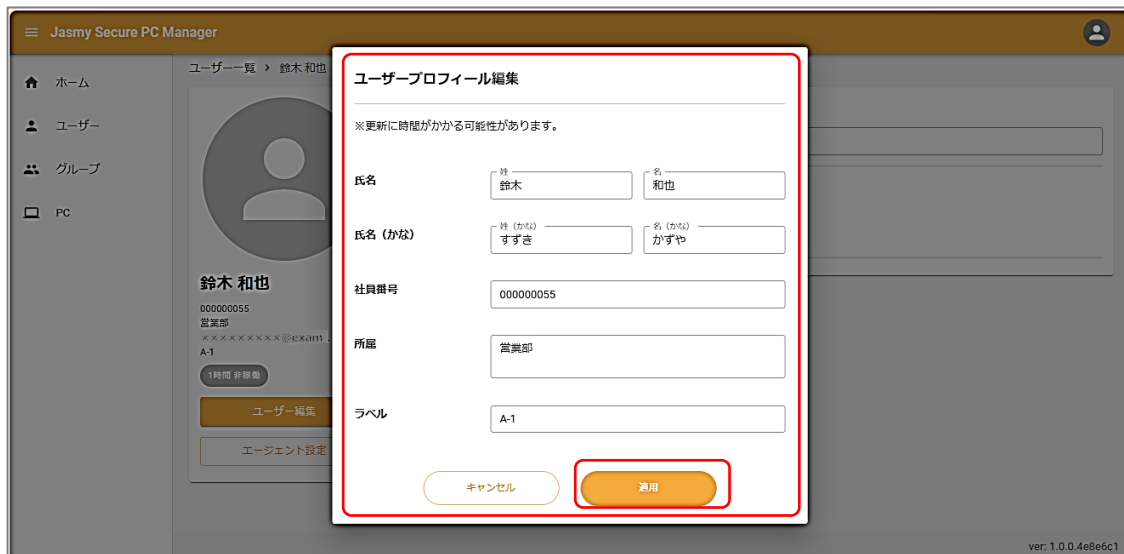 Jasmy Secure PC Manager
ホーム
ユーザー
グループ
PC
ユーザー一覧 > 鈴木 和也
鈴木 和也
000000055
営業部
×××××××××@exam
A-1
1時間 非稼働
ユーザー編集
エージェント設定
ユーザープロフィール編集
※更新に時間がかかる可能性があります。
氏名 姓 鈴木 名 和也
氏名（かな） 姓（かな） すずき 名（かな） かずや
社員番号 000000055
所属 営業部
ラベル A-1
キャンセル 適用
ver: 1.0.0.4e8e6c1